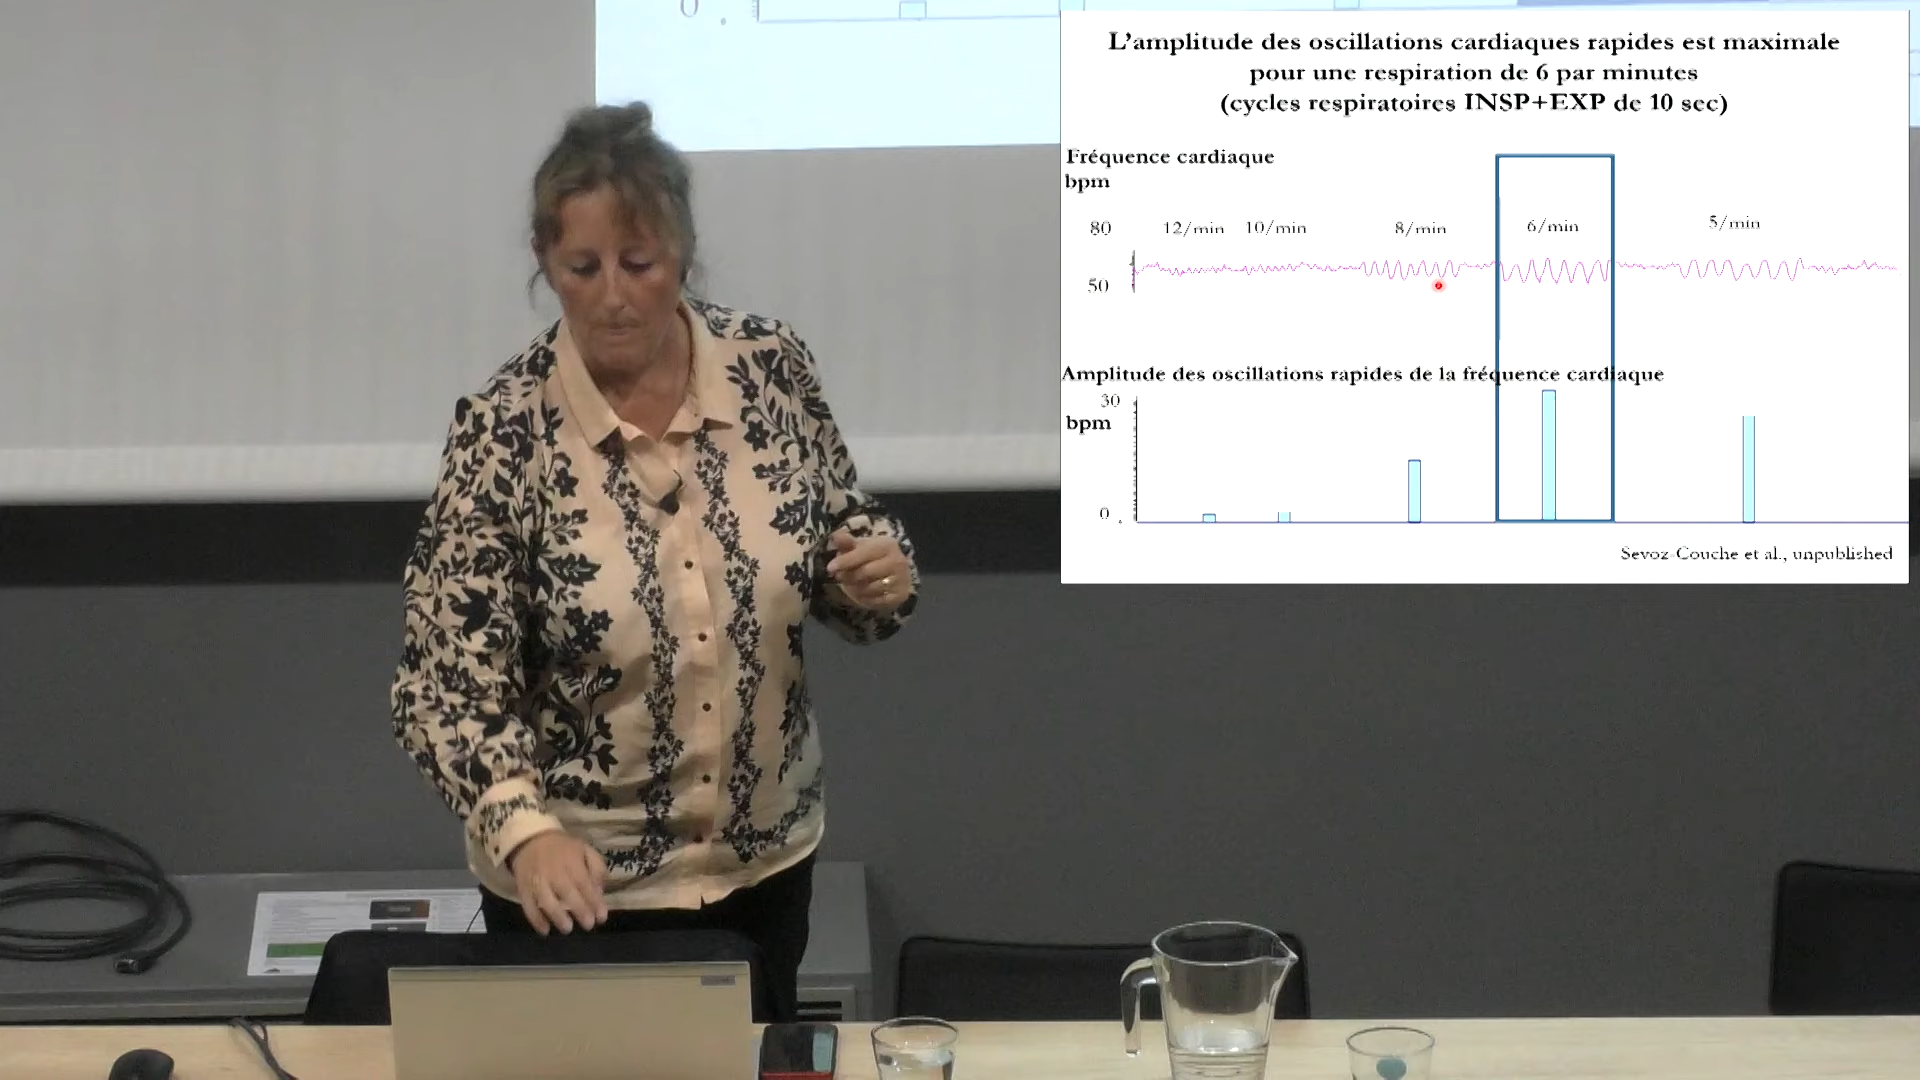 0
L'amplitude des oscillations cardiaques rapides est maximale
pour une respiration de 6 par minutes
(cycles respiratoires INSP+EXP de 10 sec)
Fréquence cardiaque
bpm
80
12/min
10/min
8/min
6/min
5/min
50
Amplitude des oscillations rapides de la fréquence cardiaque
30
bpm
0
Sevoz-Couche et al., unpublished